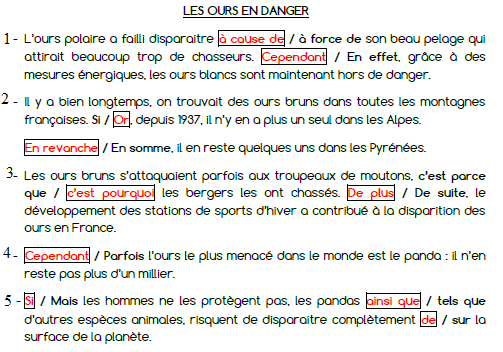 LES OURS EN DANGER
1 - L'ours polaire a failli disparaitre à cause de / à force de son beau pelage qui
attirait beaucoup trop de chasseurs. Cependant / En effet, grâce à des
mesures énergiques, les ours blancs sont maintenant hors de danger.
2 - Il y a bien longtemps, on trouvait des ours bruns dans toutes les montagnes
françaises. Si / Or, depuis 1937, il n'y en a plus un seul dans les Alpes.
En revanche / En somme, il en reste quelques uns dans les Pyrénées.
3- Les ours bruns s'attaquaient parfois aux troupeaux de moutons, c'est parce
que / c'est pourquoi les bergers les ont chassés. De plus / De suite, le
développement des stations de sports d'hiver a contribué à la disparition des
ours en France.
4 - Cependant / Parfois l'ours le plus menacé dans le monde est le panda : il n'en
reste pas plus d'un millier.
5 - Si / Mais les hommes ne les protègent pas, les pandas ainsi que / tels que
d'autres espèces animales, risquent de disparaitre complètement de / sur la
surface de la planète.